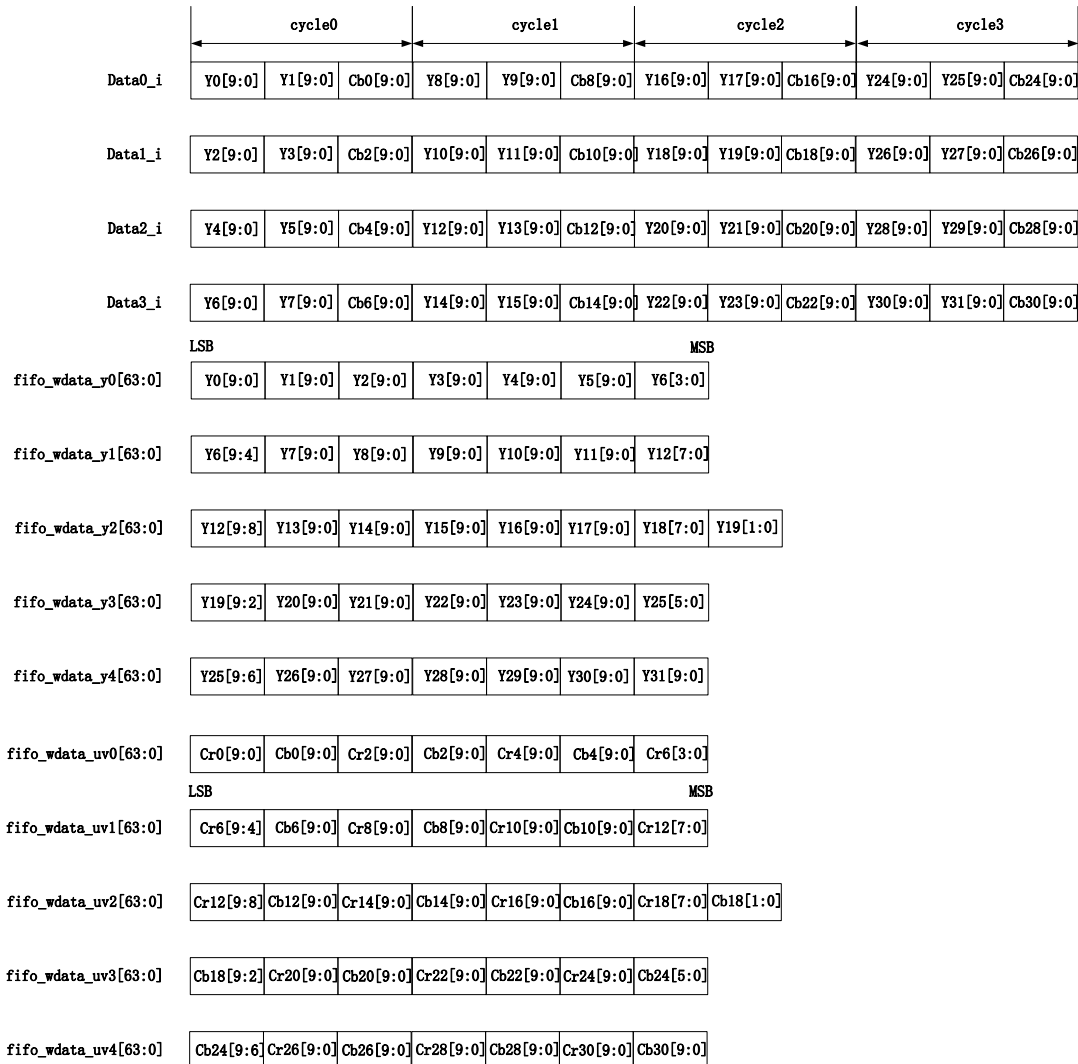 cycle0 cycle1 cycle2 cycle3
Data0_i Y0[9:0] Y1[9:0] Cb0[9:0] Y8[9:0] Y9[9:0] Cb8[9:0] Y16[9:0] Y17[9:0] Cb16[9:0] Y24[9:0] Y25[9:0] Cb24[9:0]
Data1_i Y2[9:0] Y3[9:0] Cb2[9:0] Y10[9:0] Y11[9:0] Cb10[9:0] Y18[9:0] Y19[9:0] Cb18[9:0] Y26[9:0] Y27[9:0] Cb26[9:0]
Data2_i Y4[9:0] Y5[9:0] Cb4[9:0] Y12[9:0] Y13[9:0] Cb12[9:0] Y20[9:0] Y21[9:0] Cb20[9:0] Y28[9:0] Y29[9:0] Cb28[9:0]
Data3_i Y6[9:0] Y7[9:0] Cb6[9:0] Y14[9:0] Y15[9:0] Cb14[9:0] Y22[9:0] Y23[9:0] Cb22[9:0] Y30[9:0] Y31[9:0] Cb30[9:0]
LSB MSB
fifo_wdata_y0[63:0] Y0[9:0] Y1[9:0] Y2[9:0] Y3[9:0] Y4[9:0] Y5[9:0] Y6[3:0]
fifo_wdata_y1[63:0] Y6[9:4] Y7[9:0] Y8[9:0] Y9[9:0] Y10[9:0] Y11[9:0] Y12[7:0]
fifo_wdata_y2[63:0] Y12[9:8] Y13[9:0] Y14[9:0] Y15[9:0] Y16[9:0] Y17[9:0] Y18[7:0] Y19[1:0]
fifo_wdata_y3[63:0] Y19[9:2] Y20[9:0] Y21[9:0] Y22[9:0] Y23[9:0] Y24[9:0] Y25[5:0]
fifo_wdata_y4[63:0] Y25[9:6] Y26[9:0] Y27[9:0] Y28[9:0] Y29[9:0] Y30[9:0] Y31[9:0]
fifo_wdata_uv0[63:0] Cr0[9:0] Cb0[9:0] Cr2[9:0] Cb2[9:0] Cr4[9:0] Cb4[9:0] Cr6[3:0]
LSB MSB
fifo_wdata_uv1[63:0] Cr6[9:4] Cb6[9:0] Cr8[9:0] Cb8[9:0] Cr10[9:0] Cb10[9:0] Cr12[7:0]
fifo_wdata_uv2[63:0] Cr12[9:8] Cb12[9:0] Cr14[9:0] Cb14[9:0] Cr16[9:0] Cb16[9:0] Cr18[7:0] Cb18[1:0]
fifo_wdata_uv3[63:0] Cb18[9:2] Cr20[9:0] Cb20[9:0] Cr22[9:0] Cb22[9:0] Cr24[9:0] Cb24[5:0]
fifo_wdata_uv4[63:0] Cb24[9:6] Cr26[9:0] Cb26[9:0] Cr28[9:0] Cb28[9:0] Cr30[9:0] Cb30[9:0]